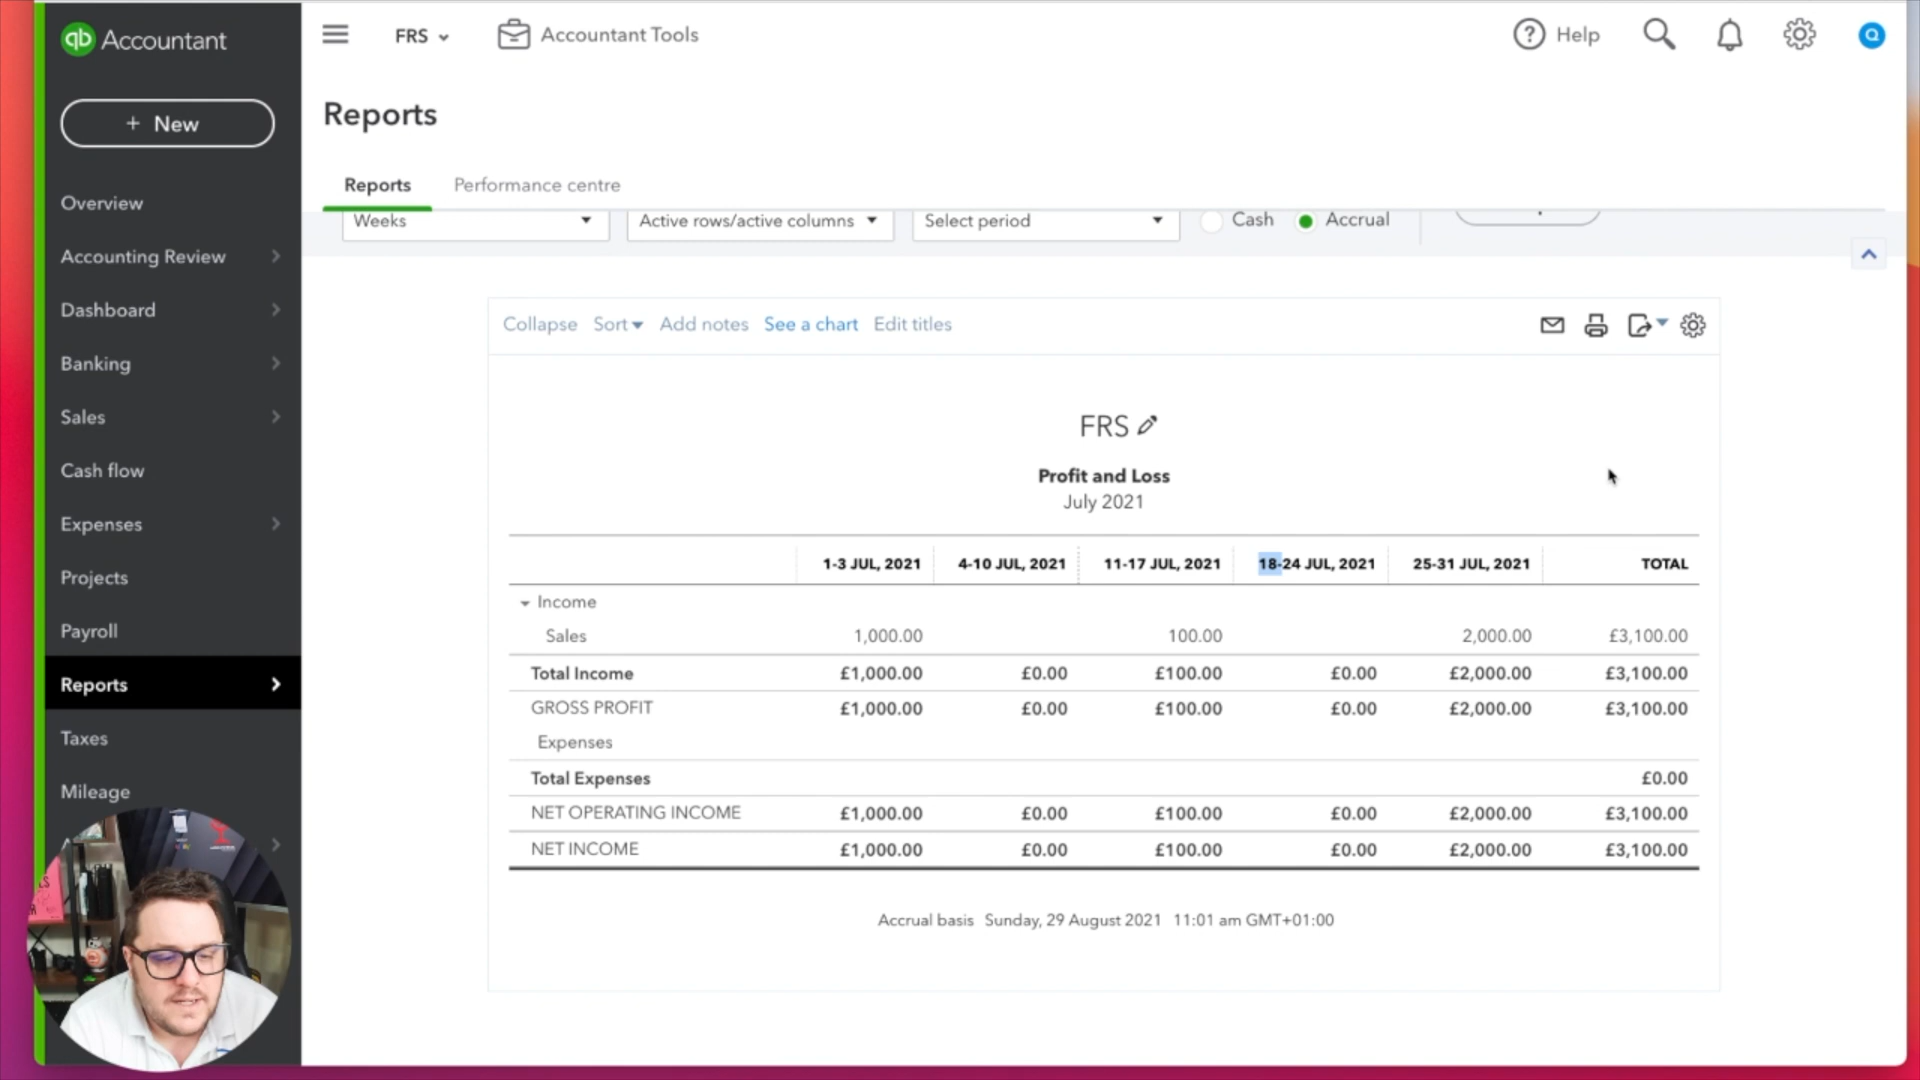 qb Accountant
FRS
Accountant Tools
Help
+ New
Reports
Reports Performance centre
Weeks
Active rows/active columns
Select period
Cash
Accrual
Overview
Accounting Review
Dashboard
Banking
Sales
Cash flow
Expenses
Projects
Payroll
Reports
Taxes
Mileage
Collapse Sort Add notes See a chart Edit titles
FRS
Profit and Loss
July 2021
1-3 JUL, 2021 4-10 JUL, 2021 11-17 JUL, 2021 18-24 JUL, 2021 25-31 JUL, 2021 TOTAL
Income
Sales 1,000.00 100.00 2,000.00 £3,100.00
Total Income £1,000.00 £0.00 £100.00 £0.00 £2,000.00 £3,100.00
GROSS PROFIT £1,000.00 £0.00 £100.00 £0.00 £2,000.00 £3,100.00
Expenses
Total Expenses £0.00
NET OPERATING INCOME £1,000.00 £0.00 £100.00 £0.00 £2,000.00 £3,100.00
NET INCOME £1,000.00 £0.00 £100.00 £0.00 £2,000.00 £3,100.00
Accrual basis Sunday, 29 August 2021 11:01 am GMT+01:00